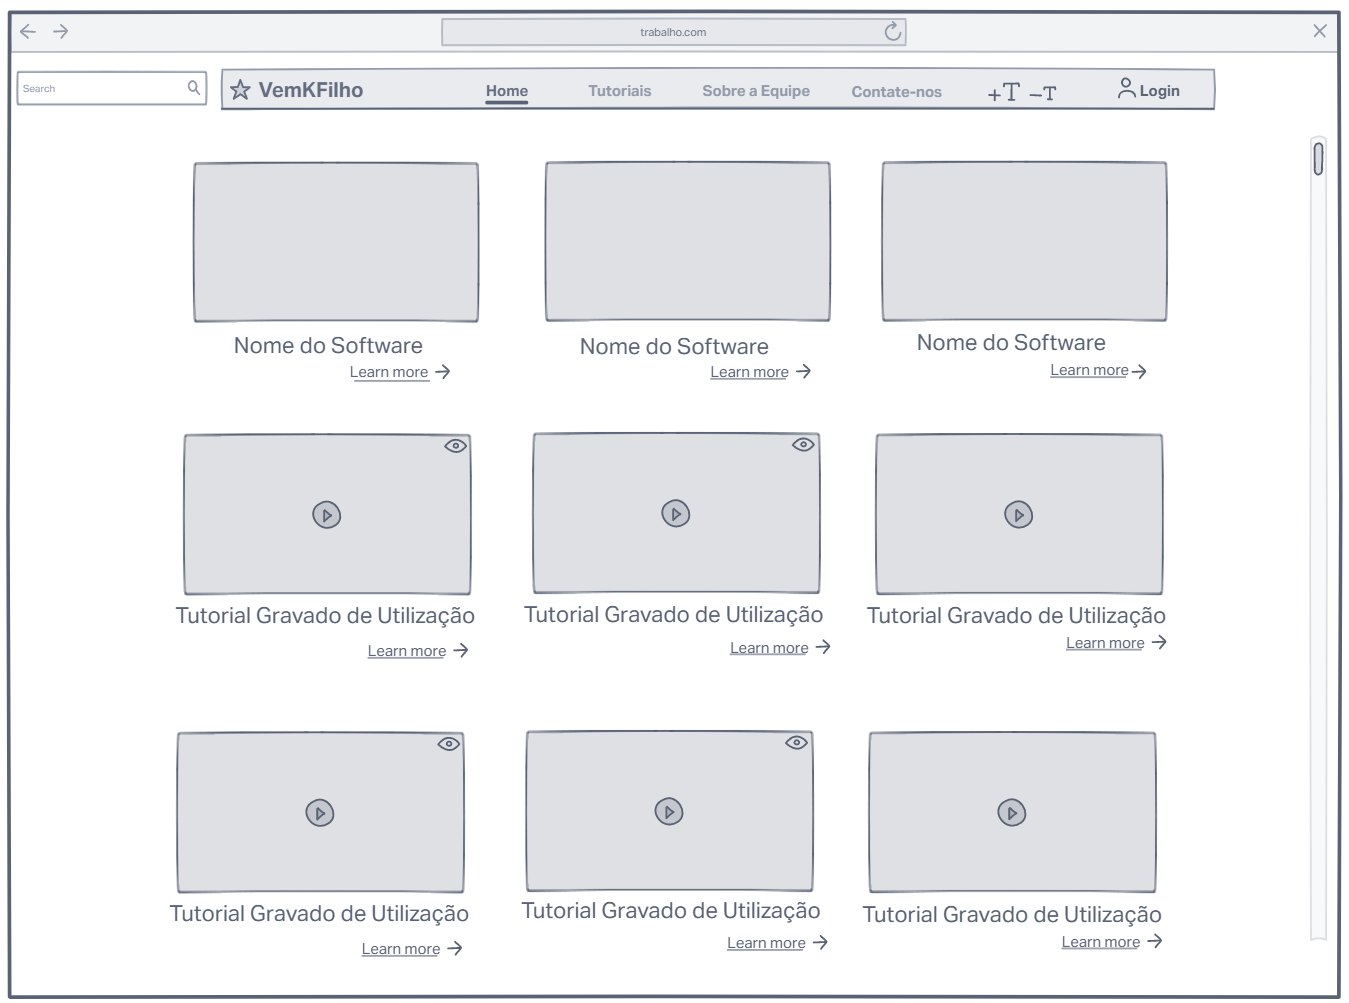 trabalho.com
Search
VemKFilho Home Tutoriais Sobre a Equipe Contate-nos +T −T Login
Nome do Software Nome do Software Nome do Software
Learn more Learn more Learn more
Tutorial Gravado de Utilização Tutorial Gravado de Utilização Tutorial Gravado de Utilização
Learn more Learn more Learn more
Tutorial Gravado de Utilização Tutorial Gravado de Utilização Tutorial Gravado de Utilização
Learn more Learn more Learn more